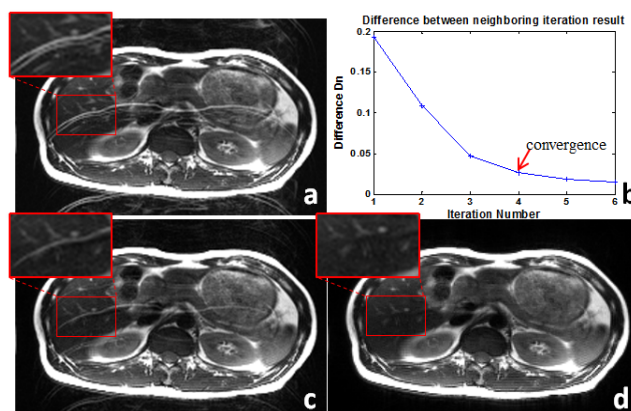 Difference between neighboring iteration result
0.2
0.15
0.1
0.05
0
Difference Dn
convergence
1 2 3 4 5 6
Iteration Number
a
b
c
d